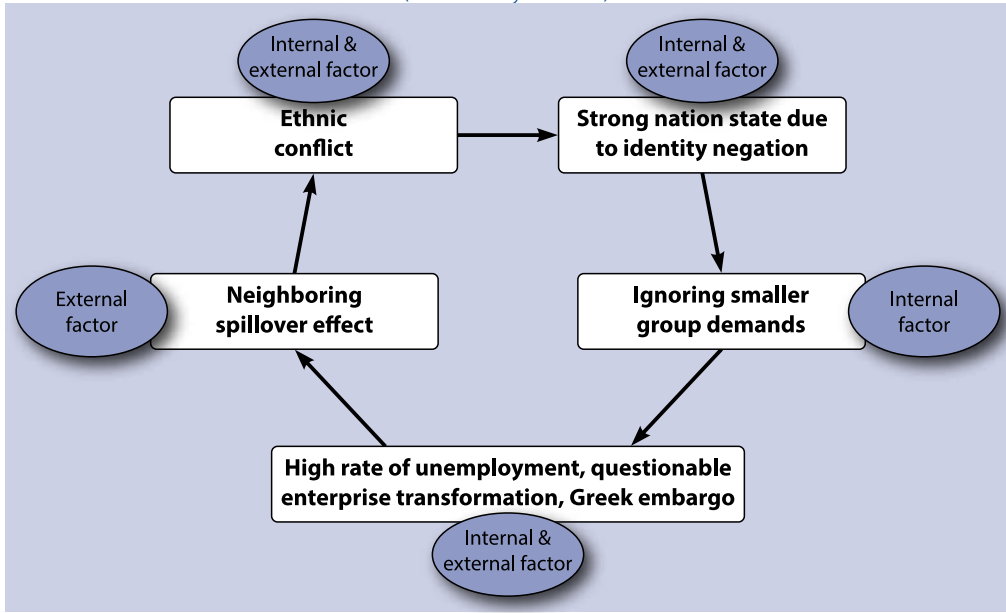 Internal &
external factor
Ethnic
conflict
Internal &
external factor
Strong nation state due
to identity negation
External
factor
Neighboring
spillover effect
Ignoring smaller
group demands
Internal
factor
High rate of unemployment, questionable
enterprise transformation, Greek embargo
Internal &
external factor